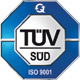 Q
TÜV
SÜD
ISO 9001